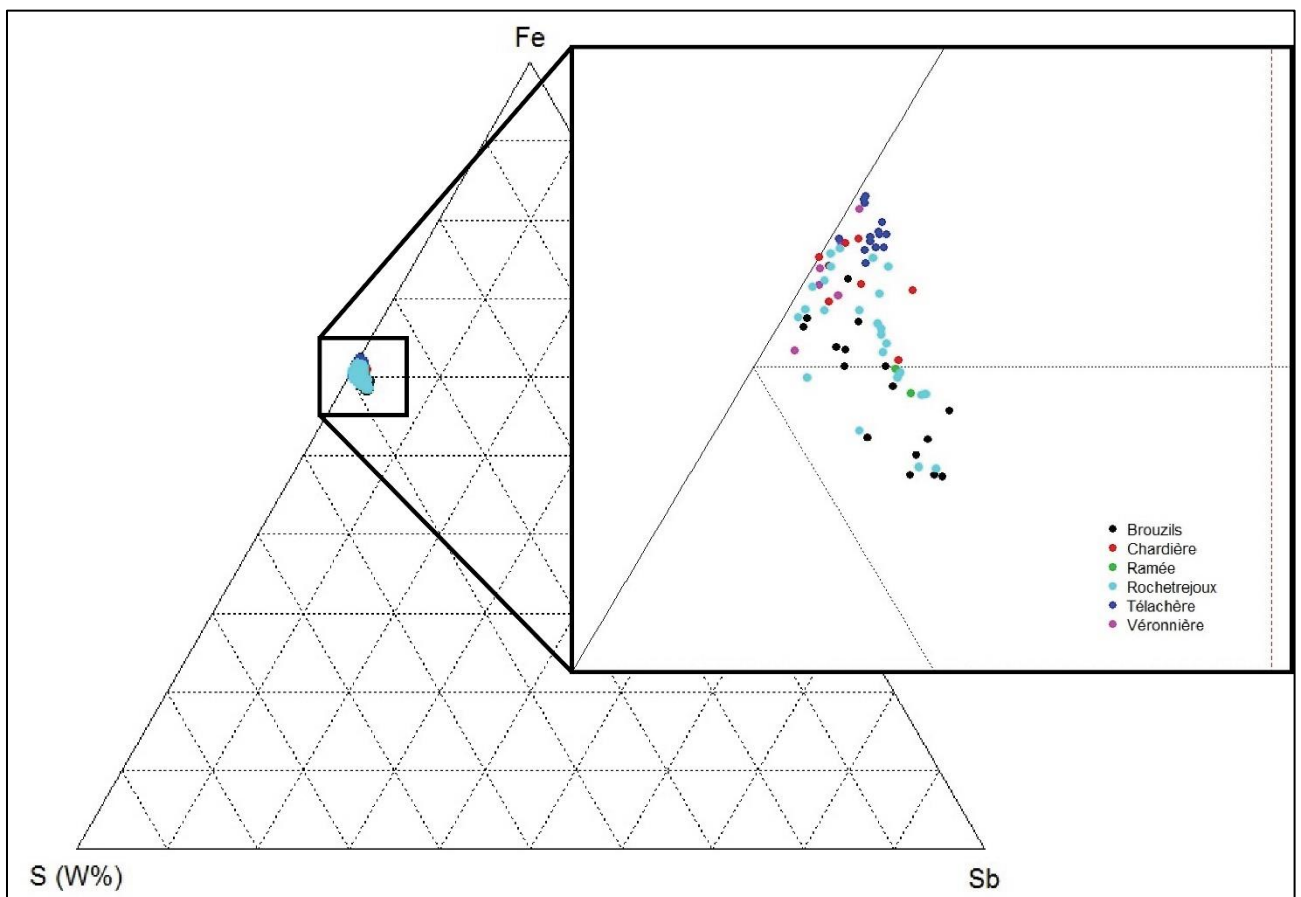 Fe
Brouzils
Chardière
Ramée
Rochetrejoux
Télachère
Véronnière
S (W%)
Sb